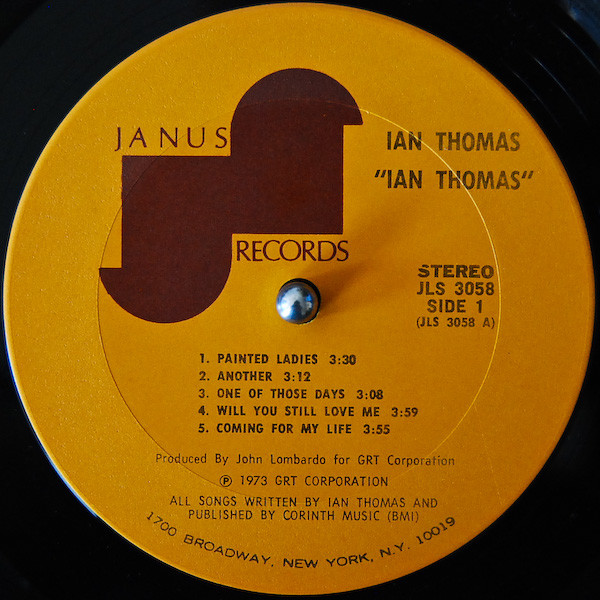 JANUS
RECORDS
IAN THOMAS
"IAN THOMAS"
STEREO
JLS 3058
SIDE 1
(JLS 3058 A)
1. PAINTED LADIES 3:30
2. ANOTHER 3:12
3. ONE OF THOSE DAYS 3:08
4. WILL YOU STILL LOVE ME 3:59
5. COMING FOR MY LIFE 3:55
Produced By John Lombardo for GRT Corporation
℗ 1973 GRT CORPORATION
ALL SONGS WRITTEN BY IAN THOMAS AND
PUBLISHED BY CORINTH MUSIC (BMI)
1700 BROADWAY, NEW YORK, N.Y. 10019